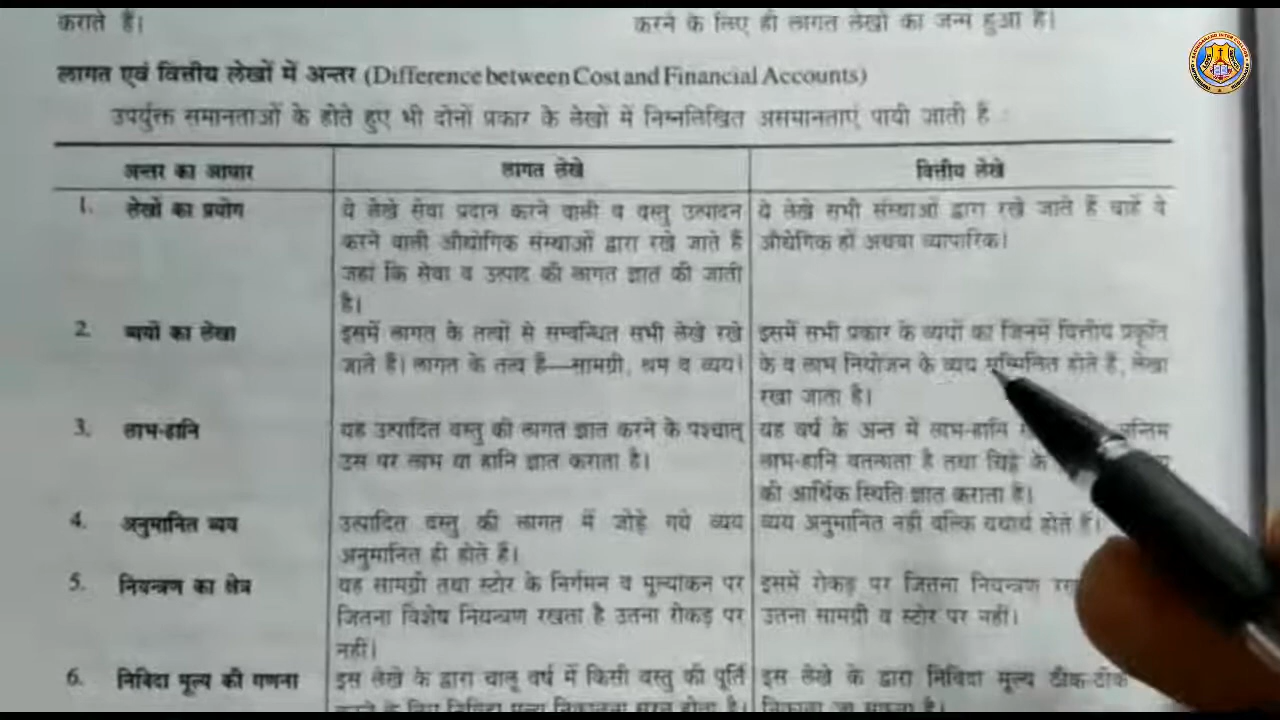 कराते हैं।
करने के लिए ही लागत लेखों का जन्म हुआ है।
लागत एवं वित्तीय लेखों में अन्तर (Difference between Cost and Financial Accounts)
उपर्युक्त समानताओं के होते हुए भी दोनों प्रकार के लेखों में निम्नलिखित असमानताएं पायी जाती हैं
अन्तर का आधार
लागत लेखे
वित्तीय लेखे
1. लेखों का प्रयोग
ये लेखे सेवा प्रदान करने वाली व वस्तु उत्पादन
करने वाली औद्योगिक संस्थाओं द्वारा रखे जाते हैं
जहां कि सेवा व उत्पाद की लागत ज्ञात की जाती
है।
ये लेखे सभी संस्थाओं द्वारा रखे जाते हैं चाहें वे
औद्योगिक हों अथवा व्यापारिक।
2. व्ययों का लेखा
इसमें लागत के तत्वों से सम्बन्धित सभी लेखे रखे
जाते हैं। लागत के तत्व हैं—सामग्री, श्रम व व्यय।
इसमें सभी प्रकार के व्ययों का जिनमें वित्तीय प्रकृति
के व लाभ नियोजन के व्यय सम्मिलित होते हैं, लेखा
रखा जाता है।
3. लाभ-हानि
यह उत्पादित वस्तु की लागत ज्ञात करने के पश्चात्
उस पर लाभ या हानि ज्ञात कराता है।
यह वर्ष के अन्त में लाभ-हानि
लाभ-हानि बतलाता है तथा चिट्ठे के
की आर्थिक स्थिति ज्ञात कराता है।
4. अनुमानित व्यय
उत्पादित वस्तु की लागत में जोड़े गये व्यय
अनुमानित ही होते हैं।
व्यय अनुमानित नहीं बल्कि यथार्थ होते हैं।
5. नियन्त्रण का क्षेत्र
यह सामग्री तथा स्टोर के निर्गमन व मूल्यांकन पर
जितना विशेष नियन्त्रण रखता है उतना रोकड़ पर
नहीं।
इसमें रोकड़ पर जितना नियन्त्रण
उतना सामग्री व स्टोर पर नहीं।
6. निविदा मूल्य की गणना
इस लेखे के द्वारा चालू वर्ष में किसी वस्तु की पूर्ति
करने के लिए निविदा मूल्य निकालना सरल होता है।
इस लेखे के द्वारा निविदा मूल्य ठीक-ठीक